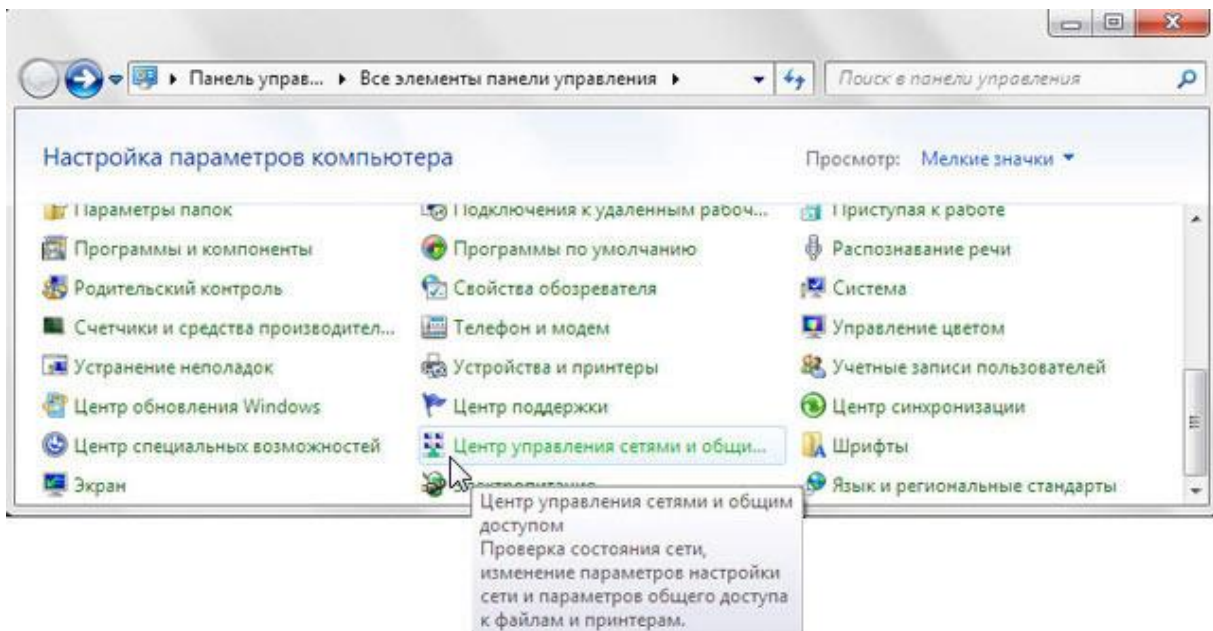 Панель управ... Все элементы панели управления Поиск в панели управления
Настройка параметров компьютера Просмотр: Мелкие значки
Параметры папок Подключения к удаленным рабоч... Приступая к работе
Программы и компоненты Программы по умолчанию Распознавание речи
Родительский контроль Свойства обозревателя Система
Счетчики и средства производител... Телефон и модем Управление цветом
Устранение неполадок Устройства и принтеры Учетные записи пользователей
Центр обновления Windows Центр поддержки Центр синхронизации
Центр специальных возможностей Центр управления сетями и общи... Шрифты
Экран Электропитание Язык и региональные стандарты
Центр управления сетями и общим
доступом
Проверка состояния сети,
изменение параметров настройки
сети и параметров общего доступа
к файлам и принтерам.